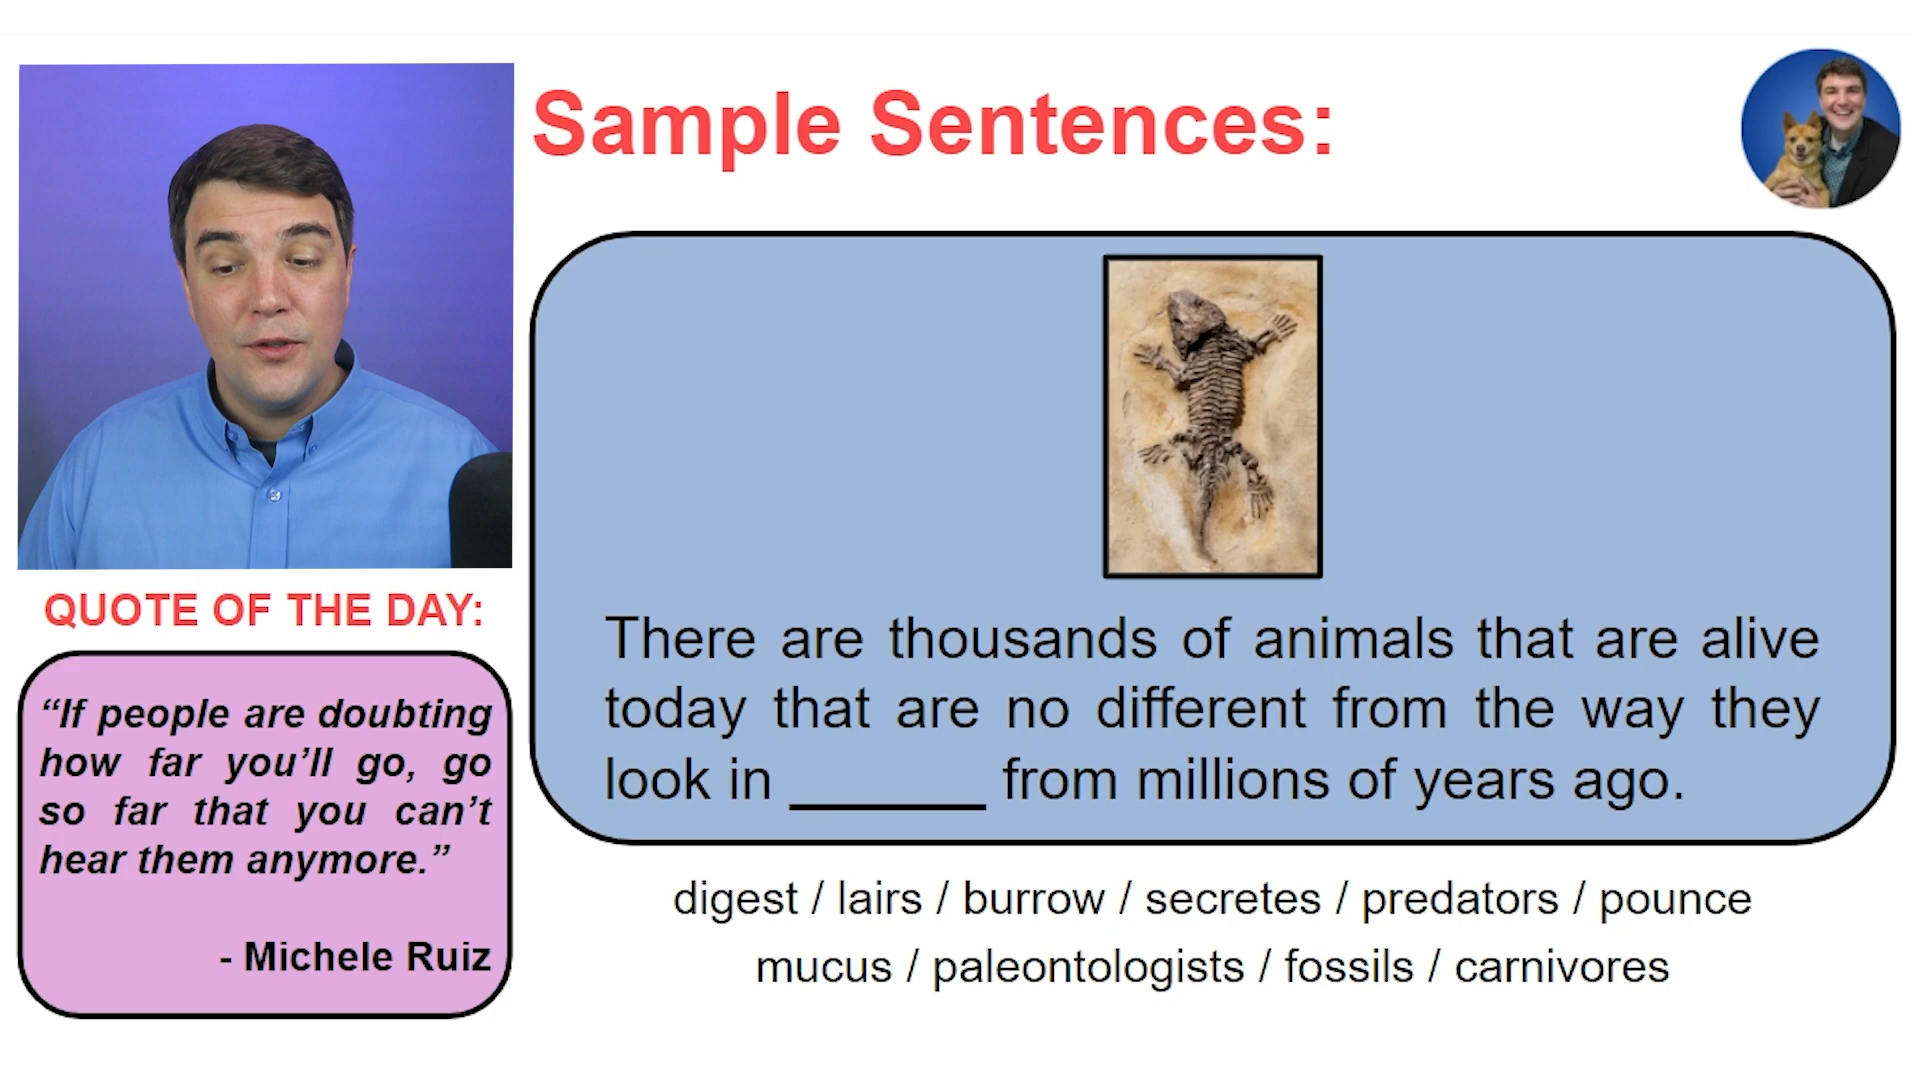 Sample Sentences:
There are thousands of animals that are alive
today that are no different from the way they
look in ______ from millions of years ago.
digest / lairs / burrow / secretes / predators / pounce
mucus / paleontologists / fossils / carnivores
QUOTE OF THE DAY:
“If people are doubting
how far you’ll go, go
so far that you can’t
hear them anymore.”
- Michele Ruiz